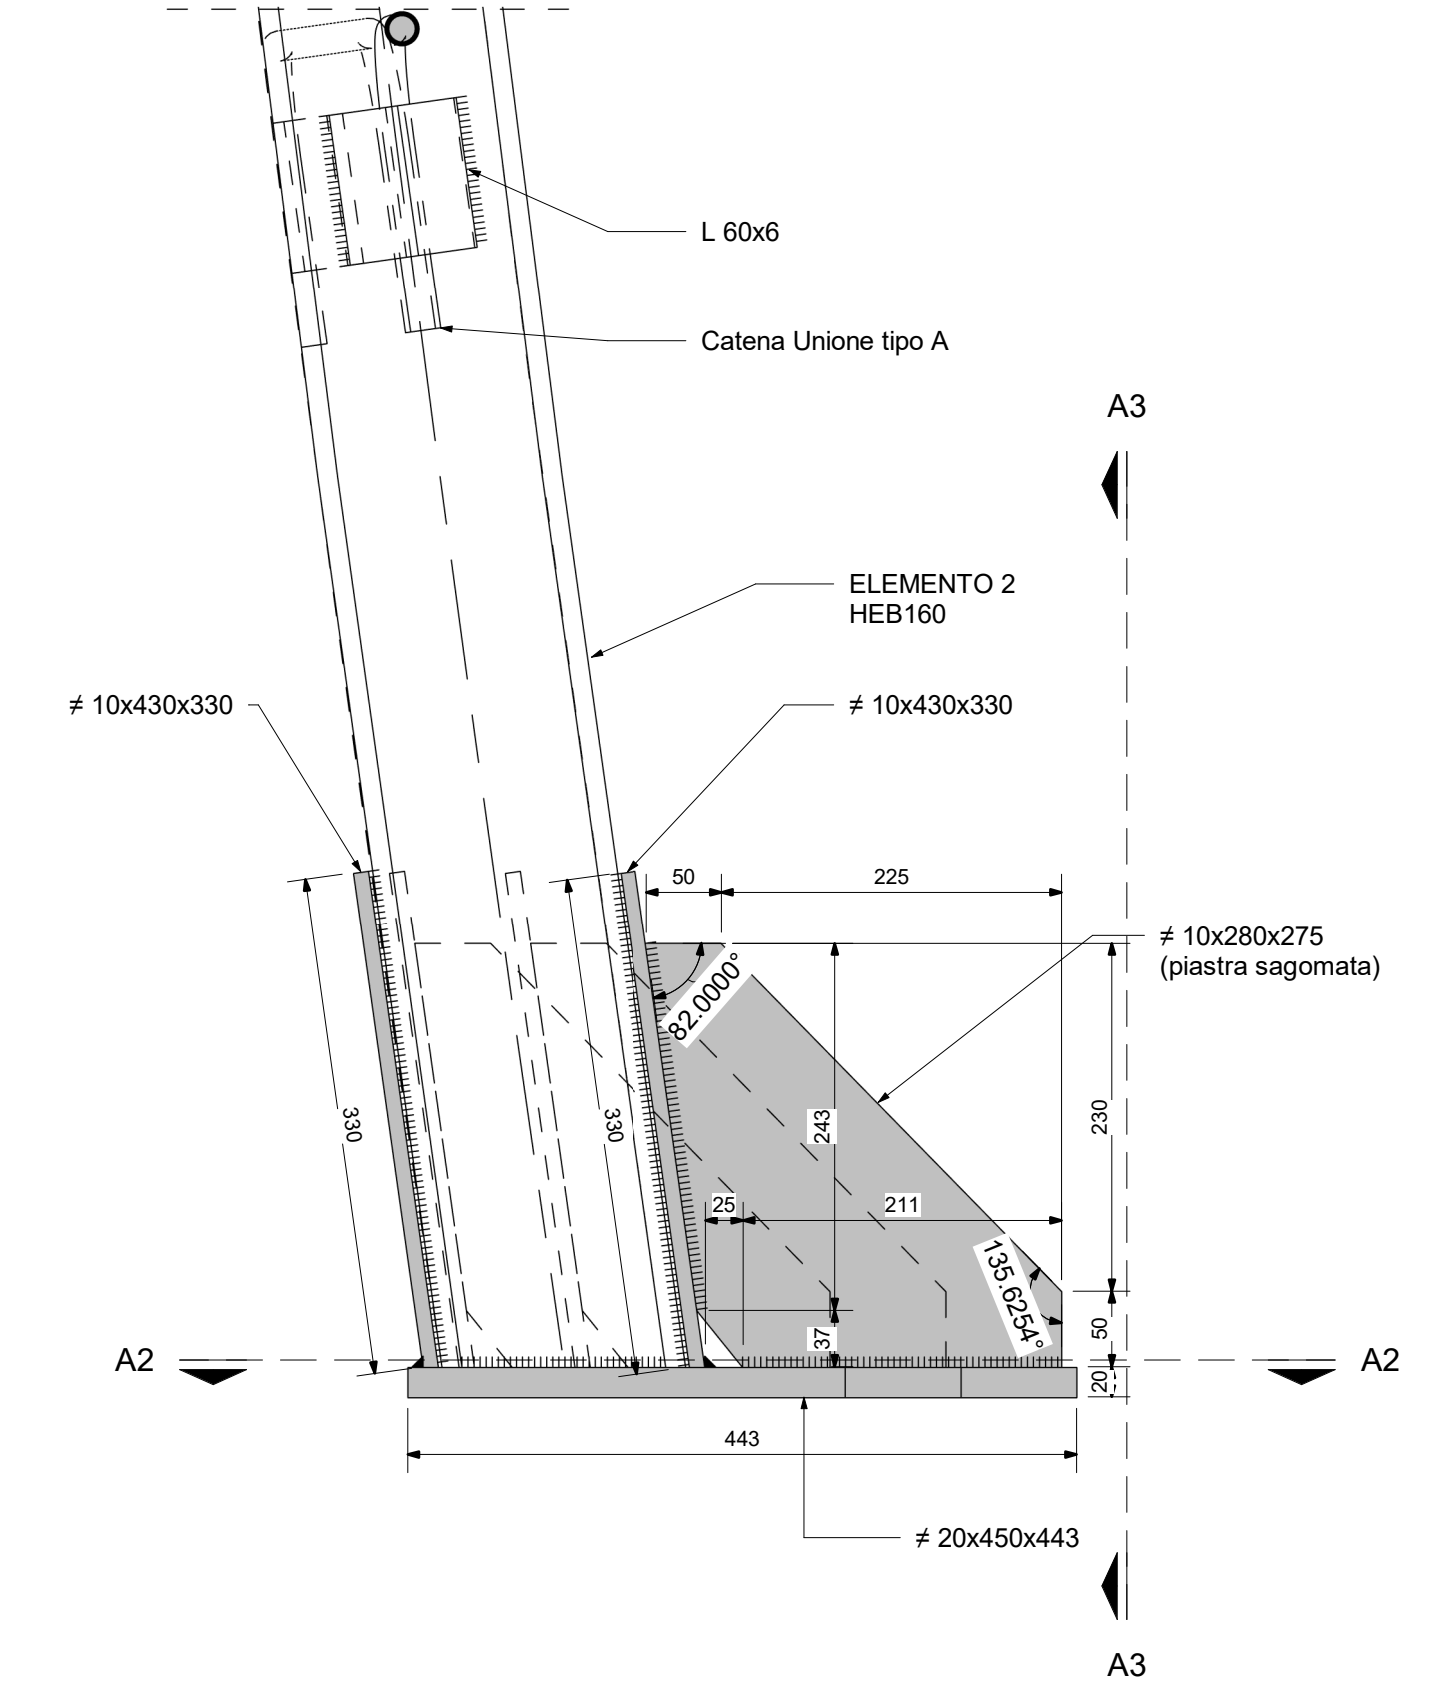 L 60x6
Catena Unione tipo A
A3
ELEMENTO 2
HEB160
≠ 10x430x330
≠ 10x430x330
50
225
≠ 10x280x275
(piastra sagomata)
82.0000°
330
330
243
230
25
211
135.6254°
37
50
A2
A2
20
443
≠ 20x450x443
A3